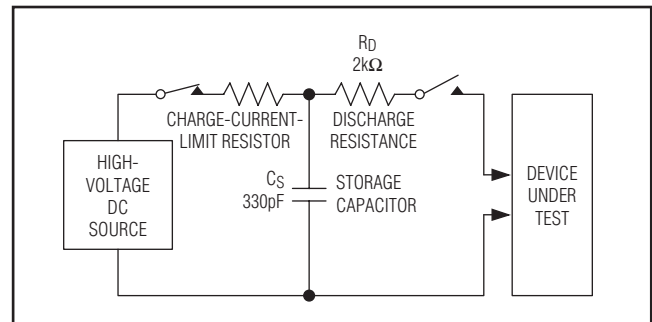 RD
2kΩ
CHARGE-CURRENT-
LIMIT RESISTOR
DISCHARGE
RESISTANCE
HIGH-
VOLTAGE
DC
SOURCE
CS
330pF
STORAGE
CAPACITOR
DEVICE
UNDER
TEST